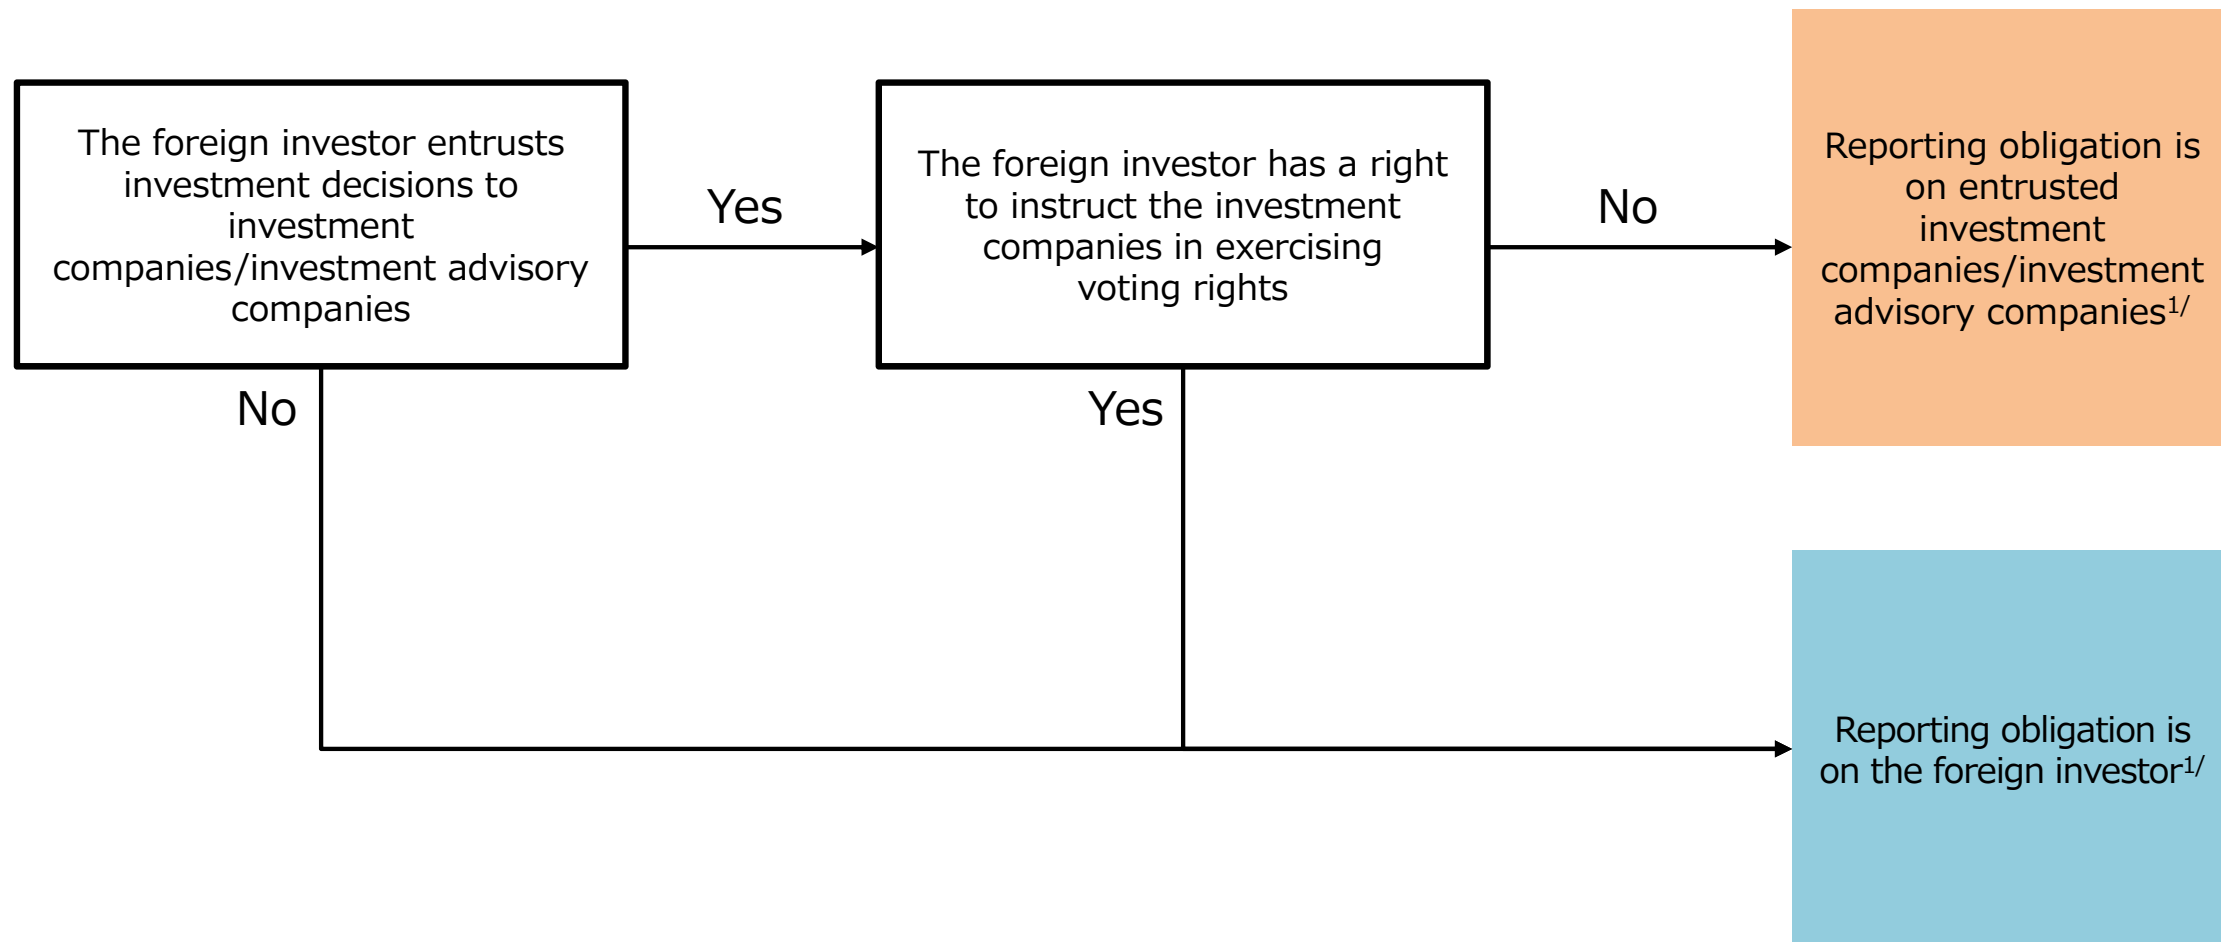 The foreign investor entrusts
investment decisions to
investment
companies/investment advisory
companies
Yes
The foreign investor has a right
to instruct the investment
companies in exercising
voting rights
No
Reporting obligation is
on entrusted
investment
companies/investment
advisory companies1/
No
Yes
Reporting obligation is
on the foreign investor1/